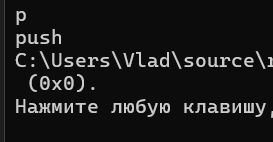 p
push
C:\Users\Vlad\source\
(0x0).
Нажмите любую клавишу,